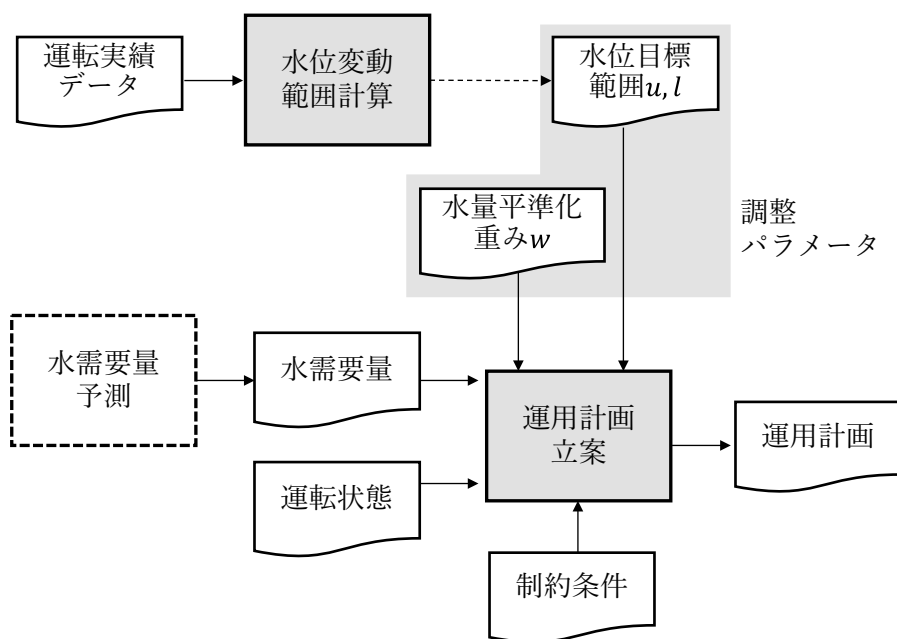 運転実績
データ
水位変動
範囲計算
水位目標
範囲u, l
水量平準化
重みw
調整
パラメータ
水需要量
予測
水需要量
運転状態
運用計画
立案
運用計画
制約条件